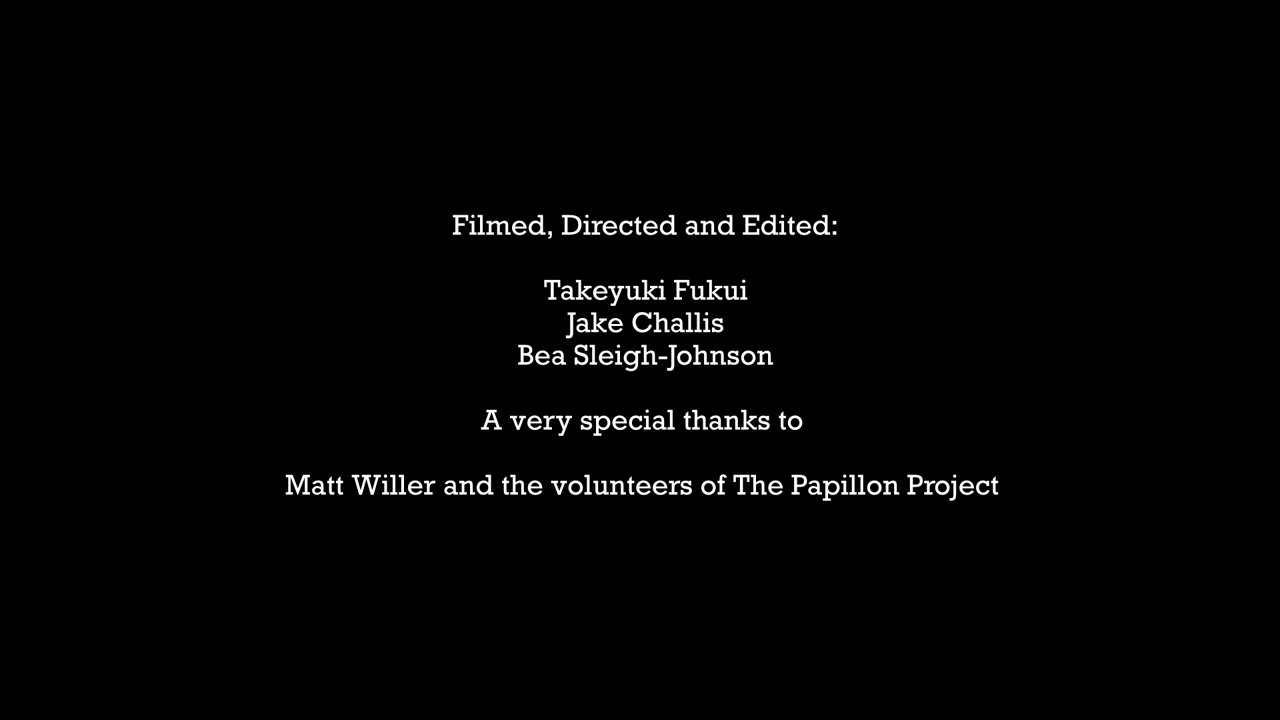 Filmed, Directed and Edited:
Takeyuki Fukui
Jake Challis
Bea Sleigh-Johnson
A very special thanks to
Matt Willer and the volunteers of The Papillon Project